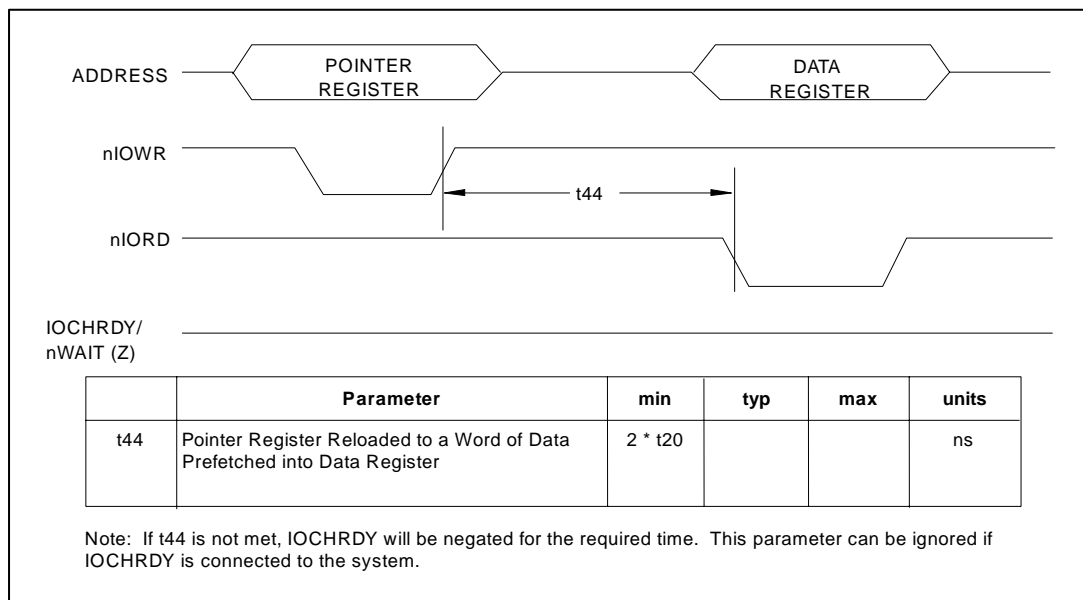 ADDRESS
POINTER
REGISTER
DATA
REGISTER
nIOWR
t44
nIORD
IOCHRDY/
nWAIT (Z)
Parameter min typ max units
t44 Pointer Register Reloaded to a Word of Data 2 * t20 ns
Prefetched into Data Register
Note: If t44 is not met, IOCHRDY will be negated for the required time. This parameter can be ignored if
IOCHRDY is connected to the system.